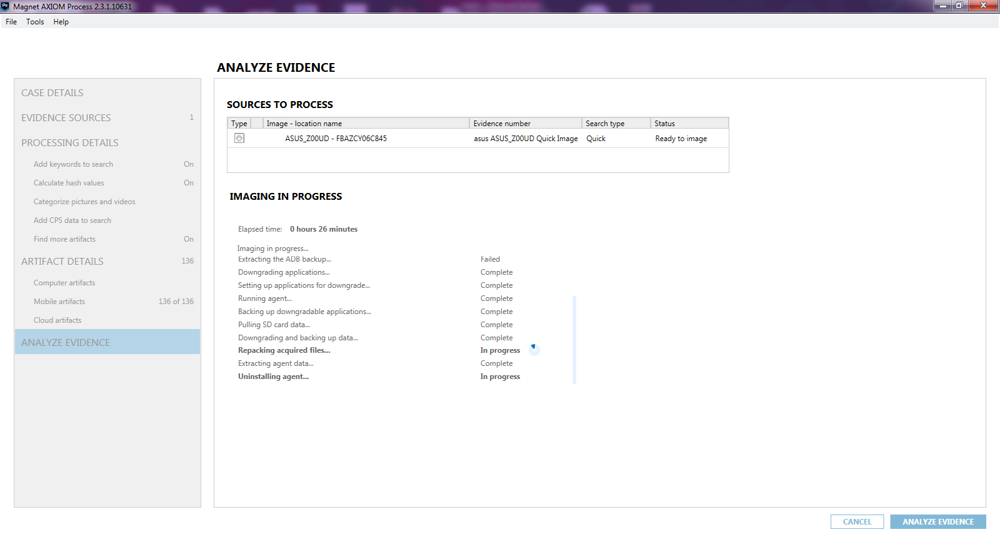 Magnet AXIOM Process 2.3.1.10631
File Tools Help
ANALYZE EVIDENCE
CASE DETAILS
EVIDENCE SOURCES 1
PROCESSING DETAILS
Add keywords to search On
Calculate hash values On
Categorize pictures and videos
Add CPS data to search
Find more artifacts On
ARTIFACT DETAILS 136
Computer artifacts
Mobile artifacts 136 of 136
Cloud artifacts
ANALYZE EVIDENCE
SOURCES TO PROCESS
Type Image - location name Evidence number Search type Status
ASUS_Z00UD - FBAZCY06C845 asus ASUS_Z00UD Quick Image Quick Ready to image
IMAGING IN PROGRESS
Elapsed time: 0 hours 26 minutes
Imaging in progress...
Extracting the ADB backup... Failed
Downgrading applications... Complete
Setting up applications for downgrade... Complete
Running agent... Complete
Backing up downgradable applications... Complete
Pulling SD card data... Complete
Downgrading and backing up data... Complete
Repacking acquired files... In progress
Extracting agent data... Complete
Uninstalling agent... In progress
CANCEL ANALYZE EVIDENCE